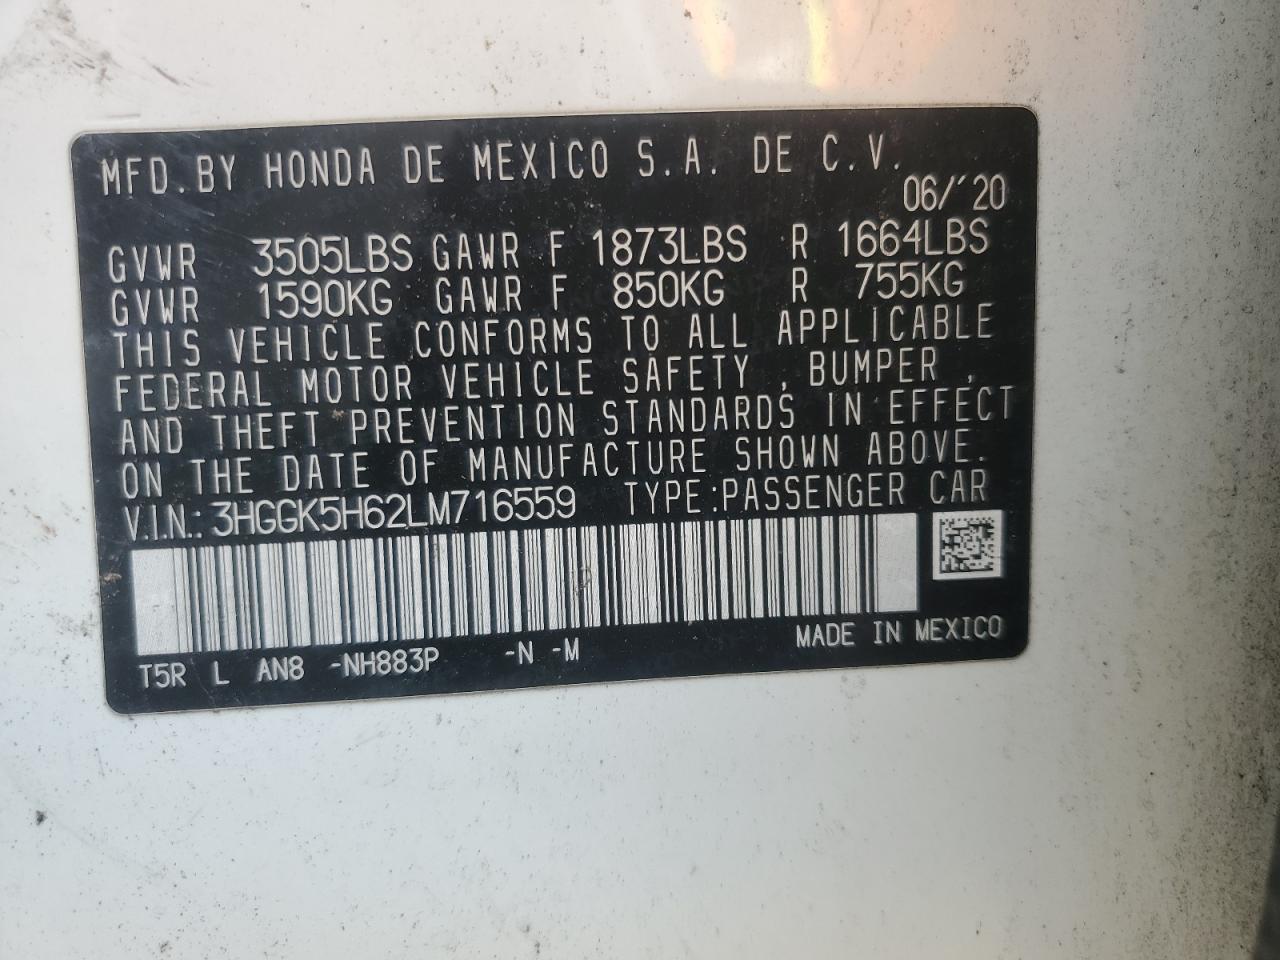 MFD.BY HONDA DE MEXICO S.A. DE C.V.
06/'20
GVWR 3505LBS GAWR F 1873LBS R 1664LBS
GVWR 1590KG GAWR F 850KG R 755KG
THIS VEHICLE CONFORMS TO ALL APPLICABLE
FEDERAL MOTOR VEHICLE SAFETY , BUMPER ,
AND THEFT PREVENTION STANDARDS IN EFFECT
ON THE DATE OF MANUFACTURE SHOWN ABOVE.
V.I.N.: 3HGGK5H62LM716559 TYPE:PASSENGER CAR
MADE IN MEXICO
T5R L AN8 -NH883P -N -M